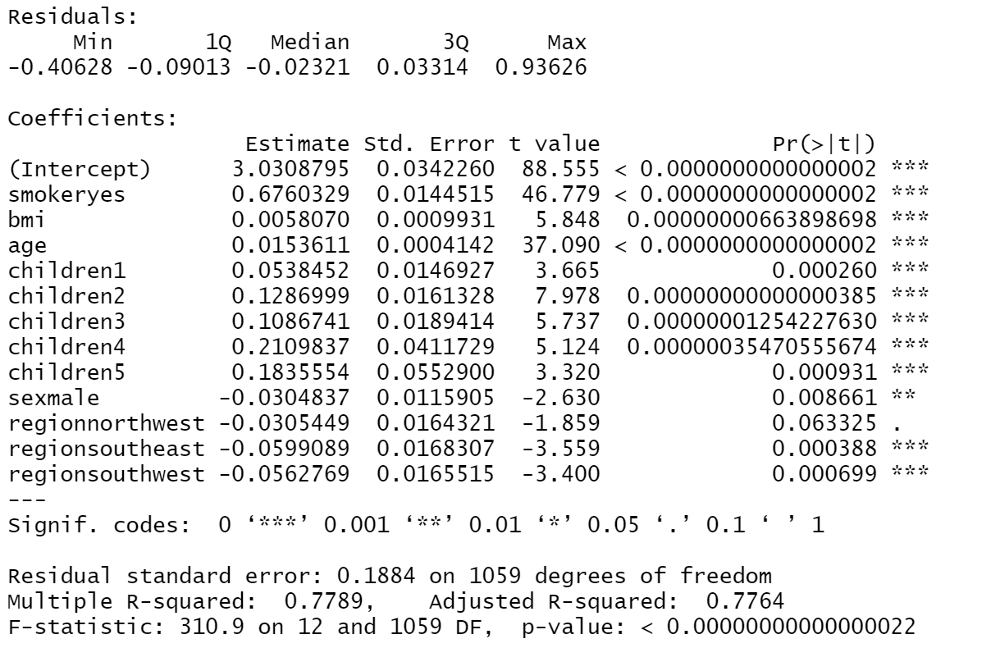 Residuals:
     Min       1Q   Median       3Q      Max
-0.40628 -0.09013 -0.02321  0.03314  0.93626

Coefficients:
                  Estimate Std. Error t value             Pr(>|t|)
(Intercept)      3.0308795  0.0342260  88.555 < 0.0000000000000002 ***
smokeryes        0.6760329  0.0144515  46.779 < 0.0000000000000002 ***
bmi              0.0058070  0.0009931   5.848  0.00000000663898698 ***
age              0.0153611  0.0004142  37.090 < 0.0000000000000002 ***
children1        0.0538452  0.0146927   3.665             0.000260 ***
children2        0.1286999  0.0161328   7.978  0.00000000000000385 ***
children3        0.1086741  0.0189414   5.737  0.00000001254227630 ***
children4        0.2109837  0.0411729   5.124  0.00000035470555674 ***
children5        0.1835554  0.0552900   3.320             0.000931 ***
sexmale         -0.0304837  0.0115905  -2.630             0.008661 **
regionnorthwest -0.0305449  0.0164321  -1.859             0.063325 .
regionsoutheast -0.0599089  0.0168307  -3.559             0.000388 ***
regionsouthwest -0.0562769  0.0165515  -3.400             0.000699 ***
---
Signif. codes:  0 ‘***’ 0.001 ‘**’ 0.01 ‘*’ 0.05 ‘.’ 0.1 ‘ ’ 1

Residual standard error: 0.1884 on 1059 degrees of freedom
Multiple R-squared:  0.7789,    Adjusted R-squared:  0.7764
F-statistic: 310.9 on 12 and 1059 DF,  p-value: < 0.00000000000000022